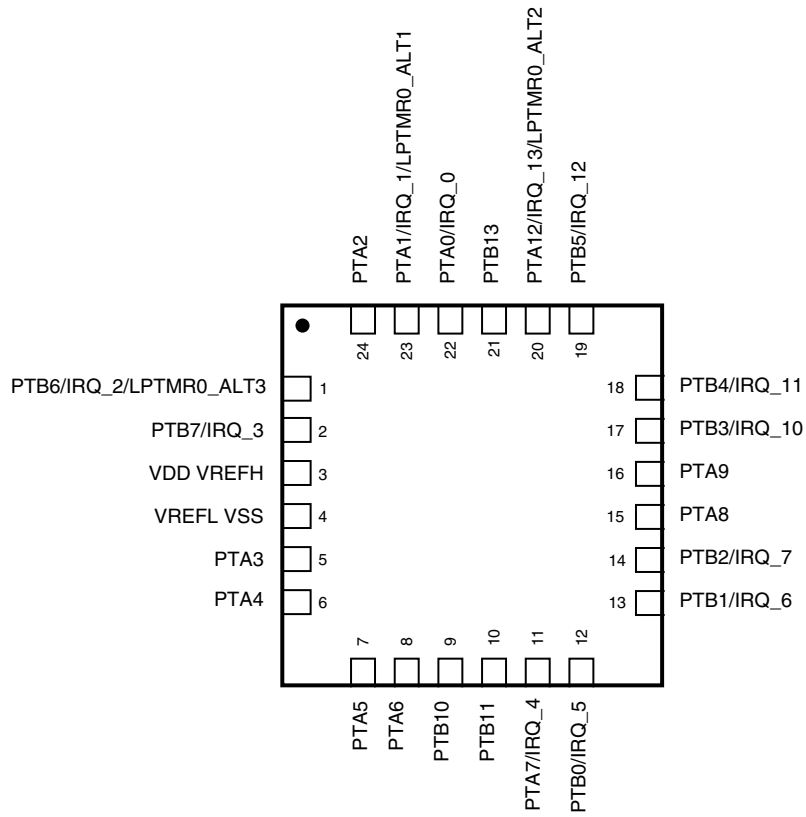 PTA2
PTA1/IRQ_1/LPTMR0_ALT1
PTA0/IRQ_0
PTB13
PTA12/IRQ_13/LPTMR0_ALT2
PTB5/IRQ_12
24
23
22
21
20
19
PTB6/IRQ_2/LPTMR0_ALT3 1
PTB7/IRQ_3 2
VDD VREFH 3
VREFL VSS 4
PTA3 5
PTA4 6
18 PTB4/IRQ_11
17 PTB3/IRQ_10
16 PTA9
15 PTA8
14 PTB2/IRQ_7
13 PTB1/IRQ_6
7
8
9
10
11
12
PTA5
PTA6
PTB10
PTB11
PTA7/IRQ_4
PTB0/IRQ_5